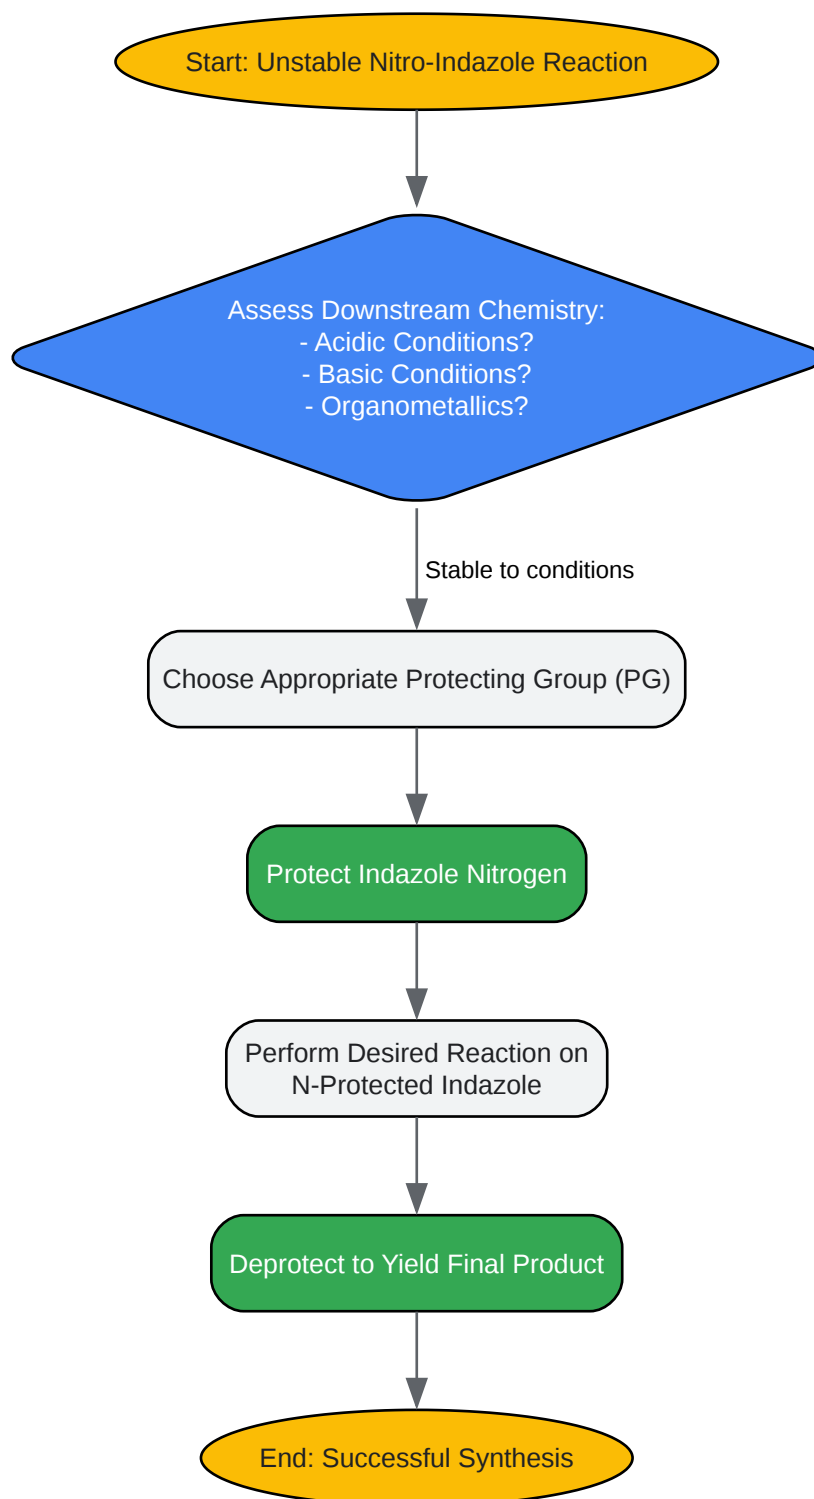 Start: Unstable Nitro-Indazole Reaction
Assess Downstream Chemistry:
- Acidic Conditions?
- Basic Conditions?
- Organometallics?
Stable to conditions
Choose Appropriate Protecting Group (PG)
Protect Indazole Nitrogen
Perform Desired Reaction on
N-Protected Indazole
Deprotect to Yield Final Product
End: Successful Synthesis